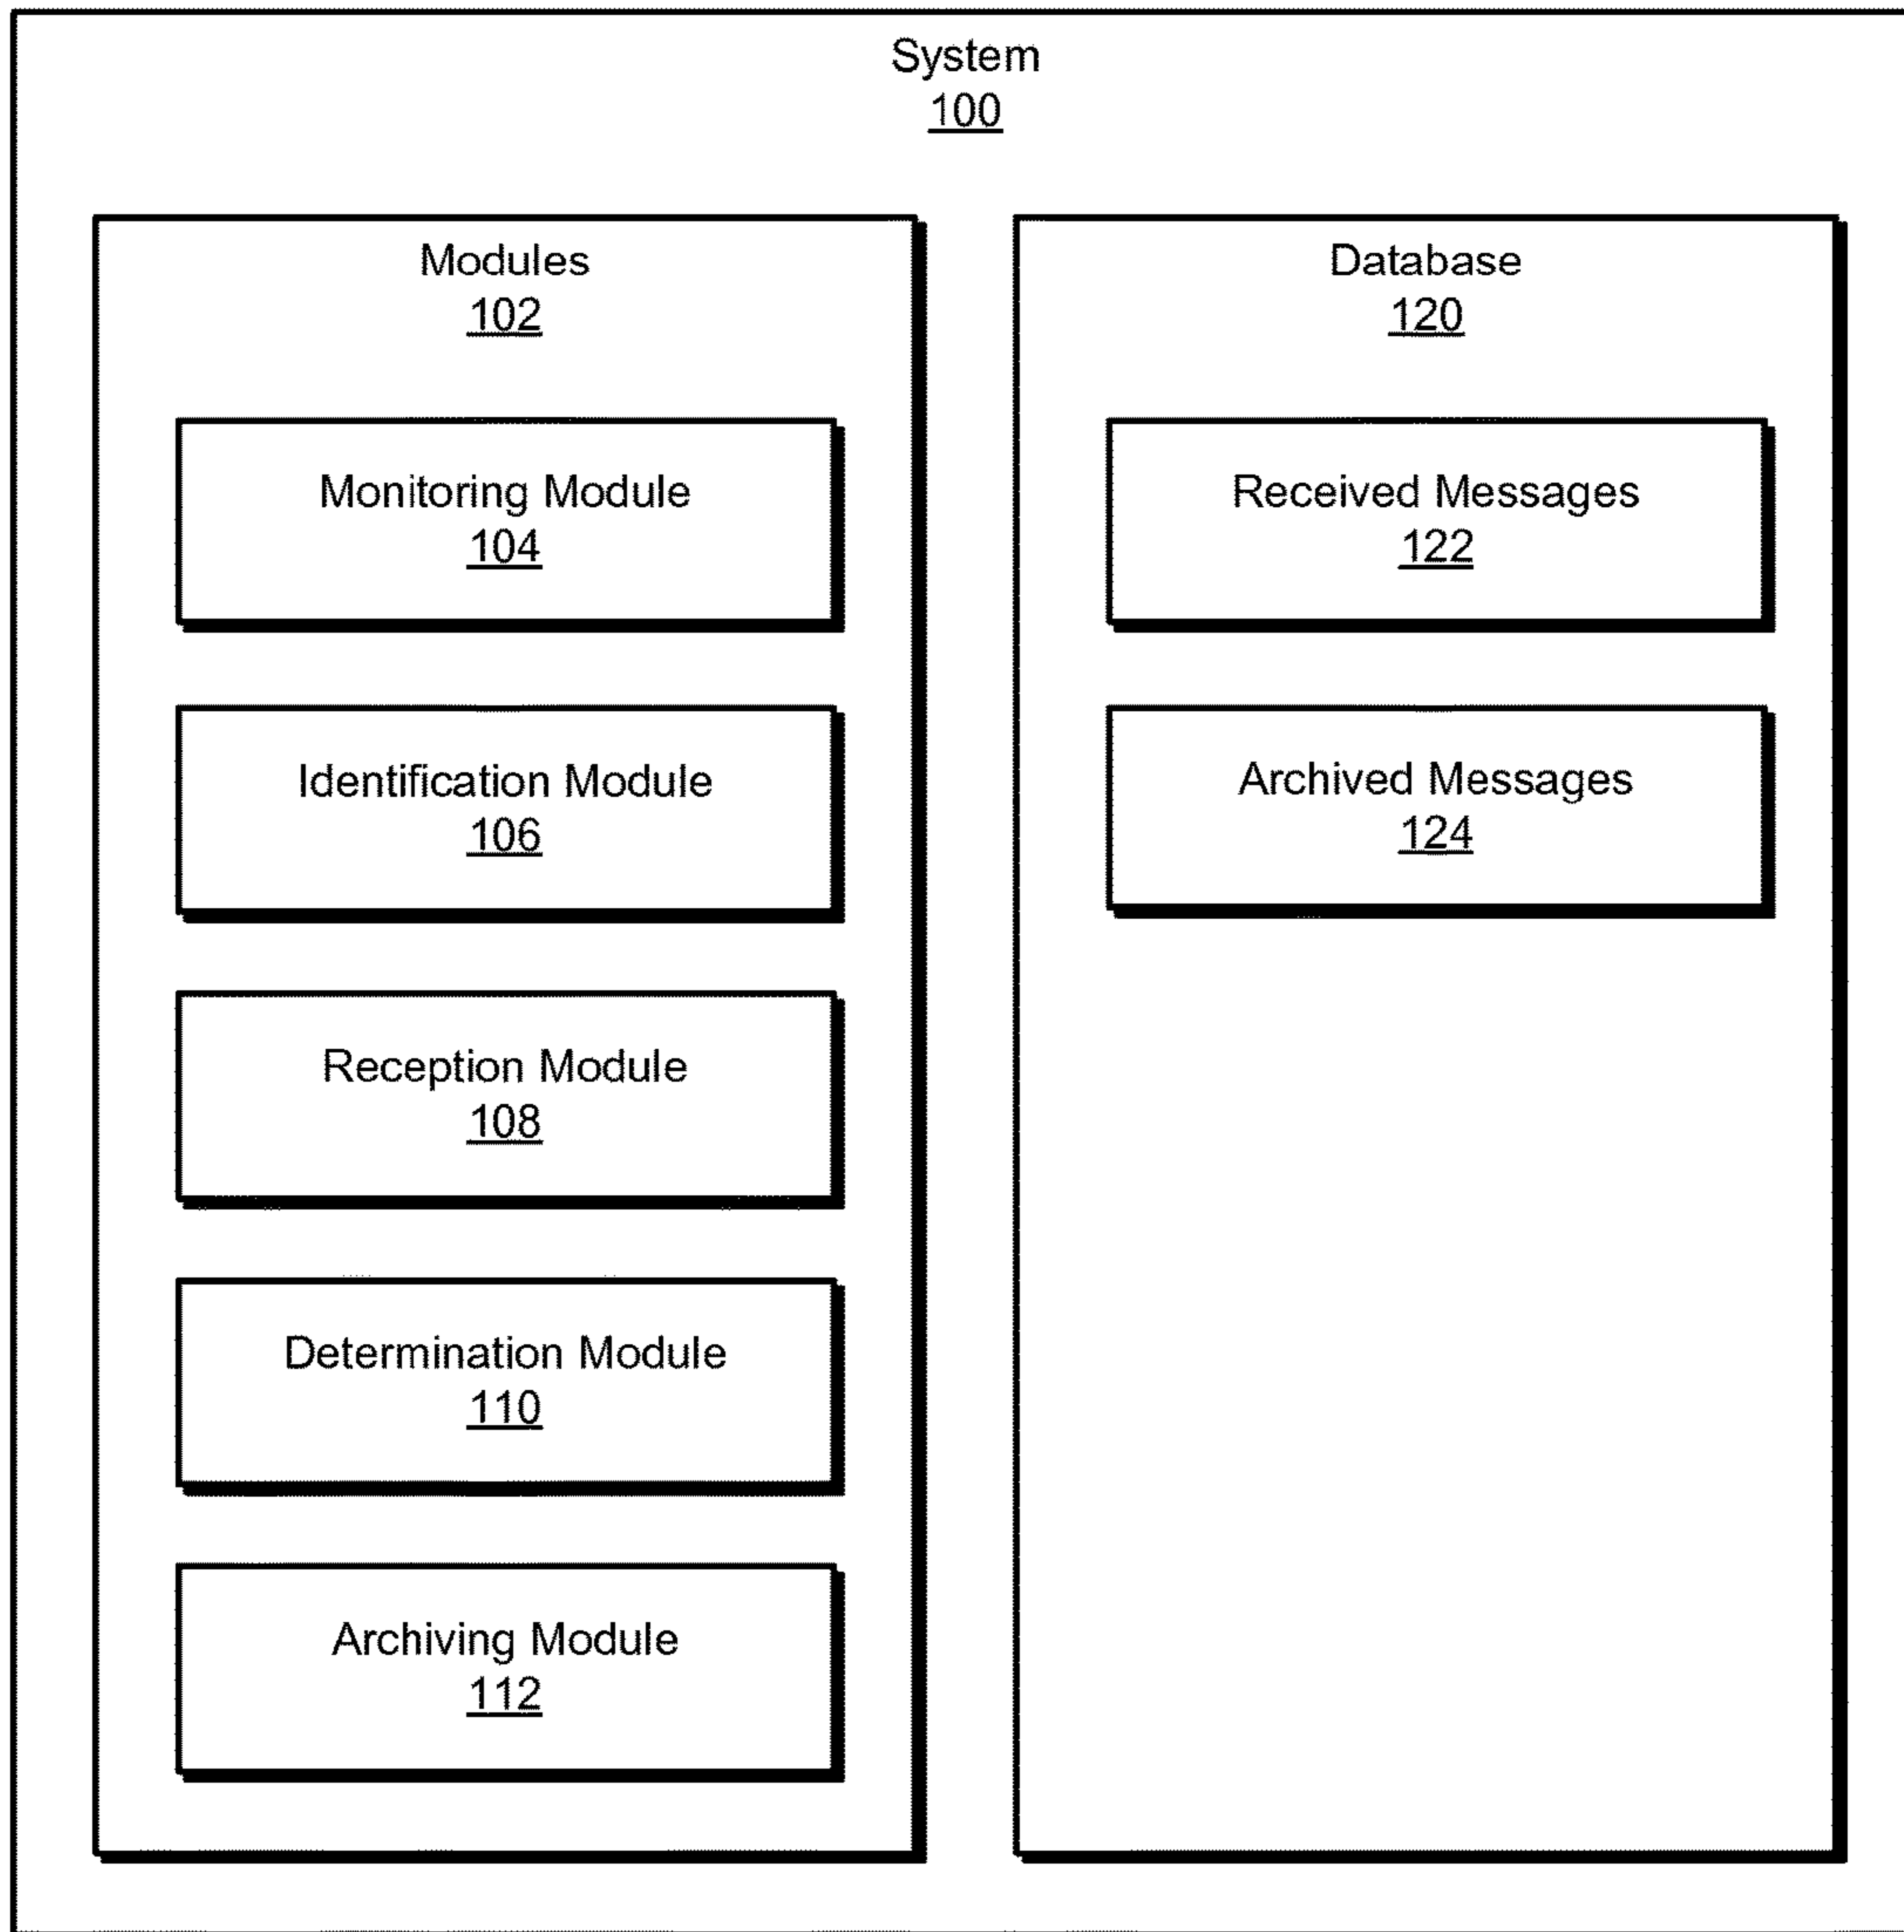 System
100
Modules
102
Monitoring Module
104
Identification Module
106
Reception Module
108
Determination Module
110
Archiving Module
112
Database
120
Received Messages
122
Archived Messages
124